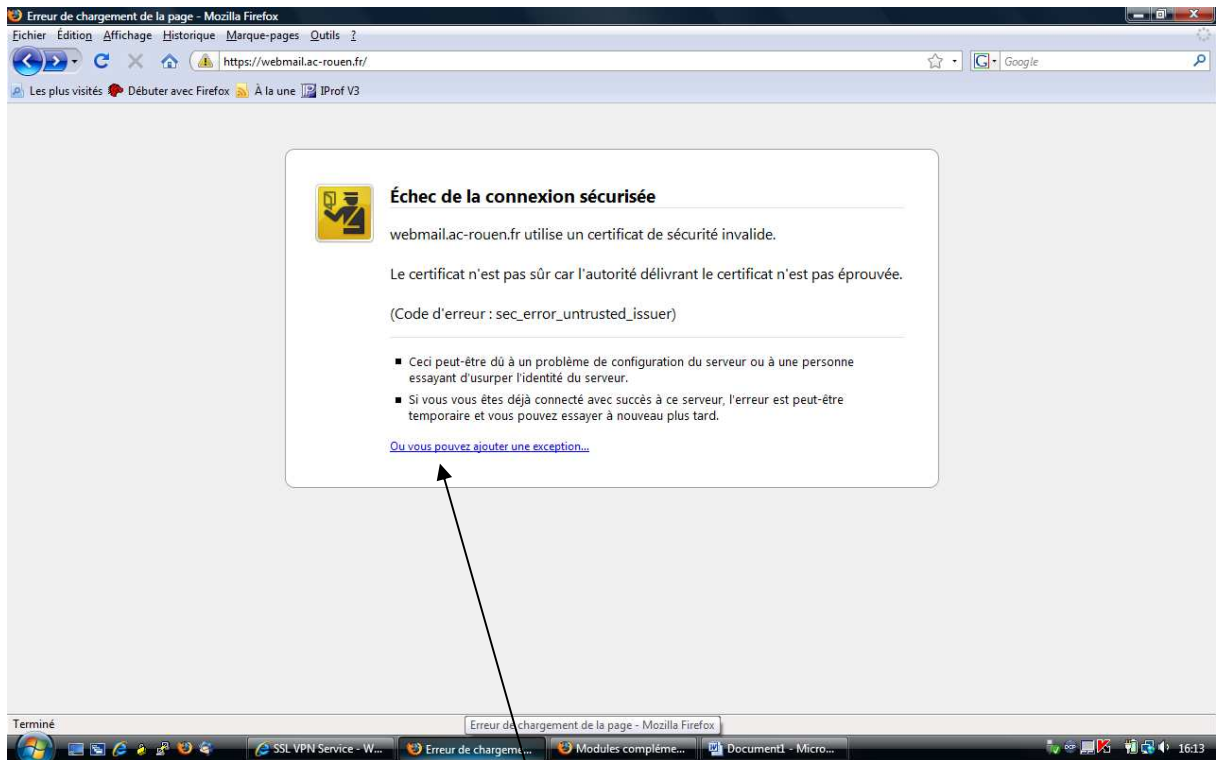 Erreur de chargement de la page - Mozilla Firefox
Fichier Édition Affichage Historique Marque-pages Outils ?
https://webmail.ac-rouen.fr/
G
Google
Les plus visités Débuter avec Firefox À la une IProf V3
Échec de la connexion sécurisée
webmail.ac-rouen.fr utilise un certificat de sécurité invalide.
Le certificat n'est pas sûr car l'autorité délivrant le certificat n'est pas éprouvée.
(Code d'erreur : sec_error_untrusted_issuer)
Ceci peut-être dû à un problème de configuration du serveur ou à une personne
essayant d'usurper l'identité du serveur.
Si vous vous êtes déjà connecté avec succès à ce serveur, l'erreur est peut-être
temporaire et vous pouvez essayer à nouveau plus tard.
Ou vous pouvez ajouter une exception...
Terminé
Erreur de chargement de la page - Mozilla Firefox
SSL VPN Service - W... Erreur de chargeme... Modules compléme... Document1 - Micro... 16:13